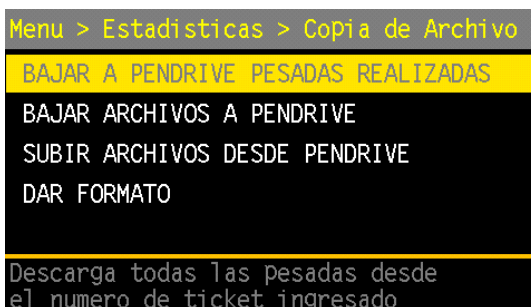 Menu > Estadisticas > Copia de Archivo
BAJAR A PENDRIVE PESADAS REALIZADAS
BAJAR ARCHIVOS A PENDRIVE
SUBIR ARCHIVOS DESDE PENDRIVE
DAR FORMATO
Descarga todas las pesadas desde
el numero de ticket ingresado